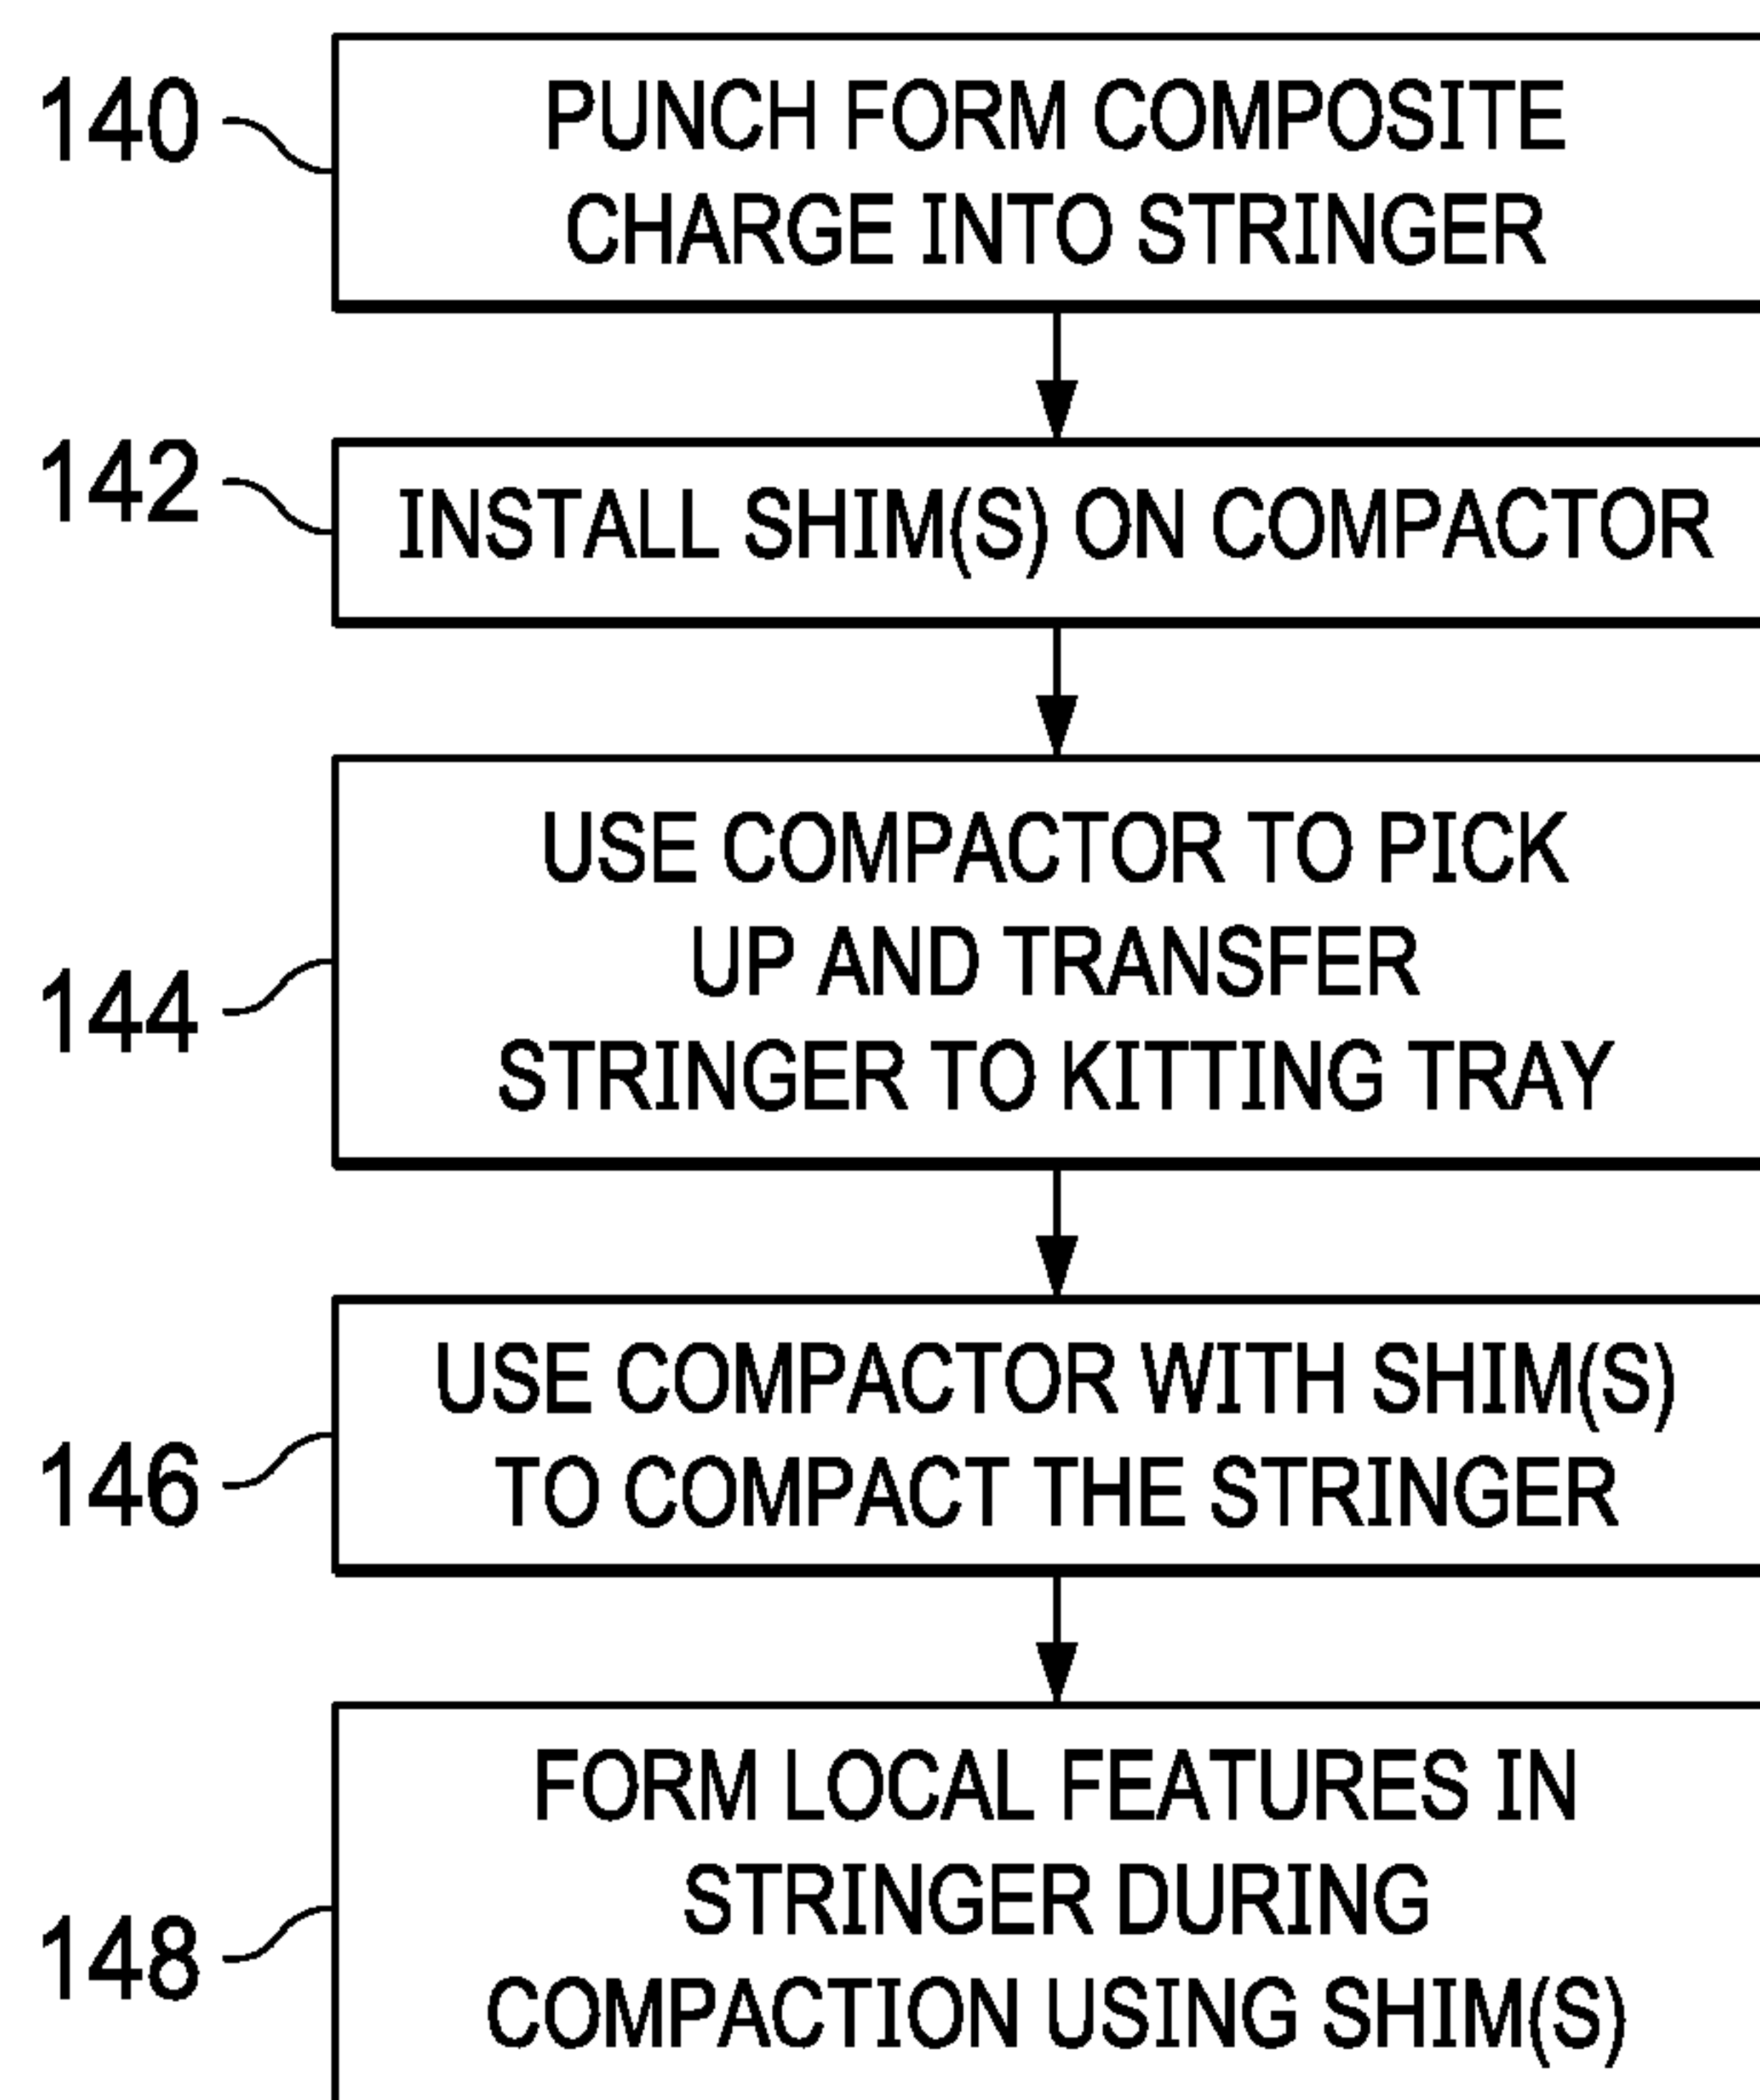 140
PUNCH FORM COMPOSITE
CHARGE INTO STRINGER
142
INSTALL SHIM(S) ON COMPACTOR
144
USE COMPACTOR TO PICK
UP AND TRANSFER
STRINGER TO KITTING TRAY
146
USE COMPACTOR WITH SHIM(S)
TO COMPACT THE STRINGER
148
FORM LOCAL FEATURES IN
STRINGER DURING
COMPACTION USING SHIM(S)